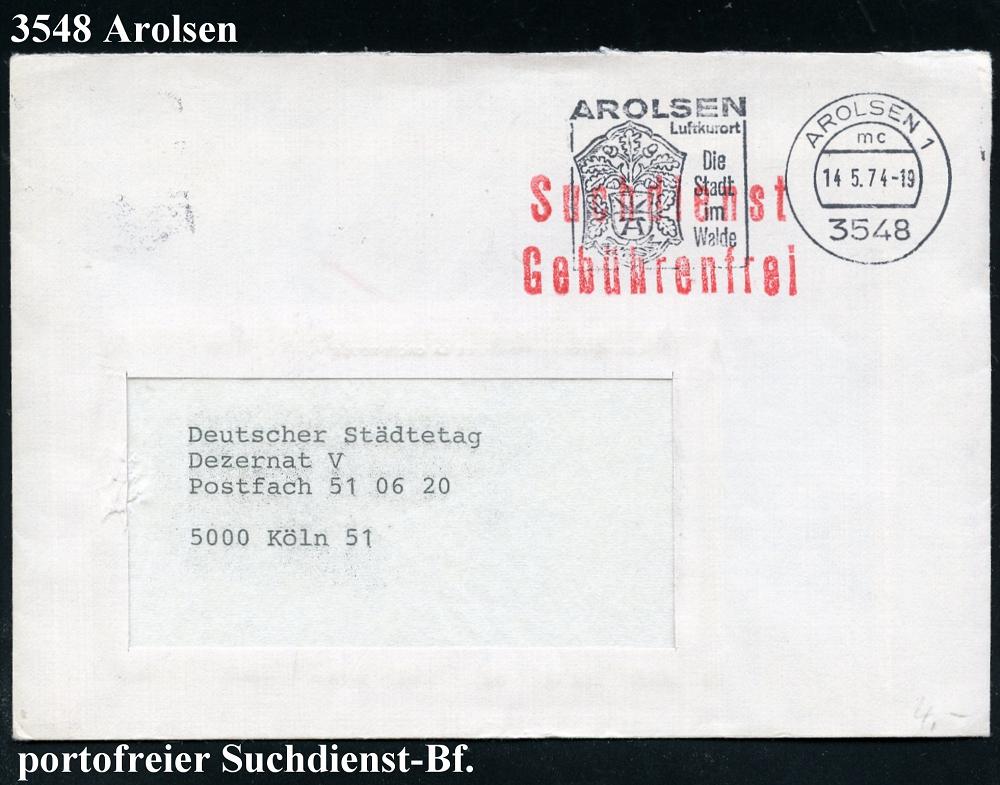 3548 Arolsen
AROLSEN
Luftkurort
Die
Stadt
im
Walde
AROLSEN 1
mc
14 5.74-19
3548
Suchdienst
Gebührenfrei
Deutscher Städtetag
Dezernat V
Postfach 51 06 20
5000 Köln 51
4,-
portofreier Suchdienst-Bf.